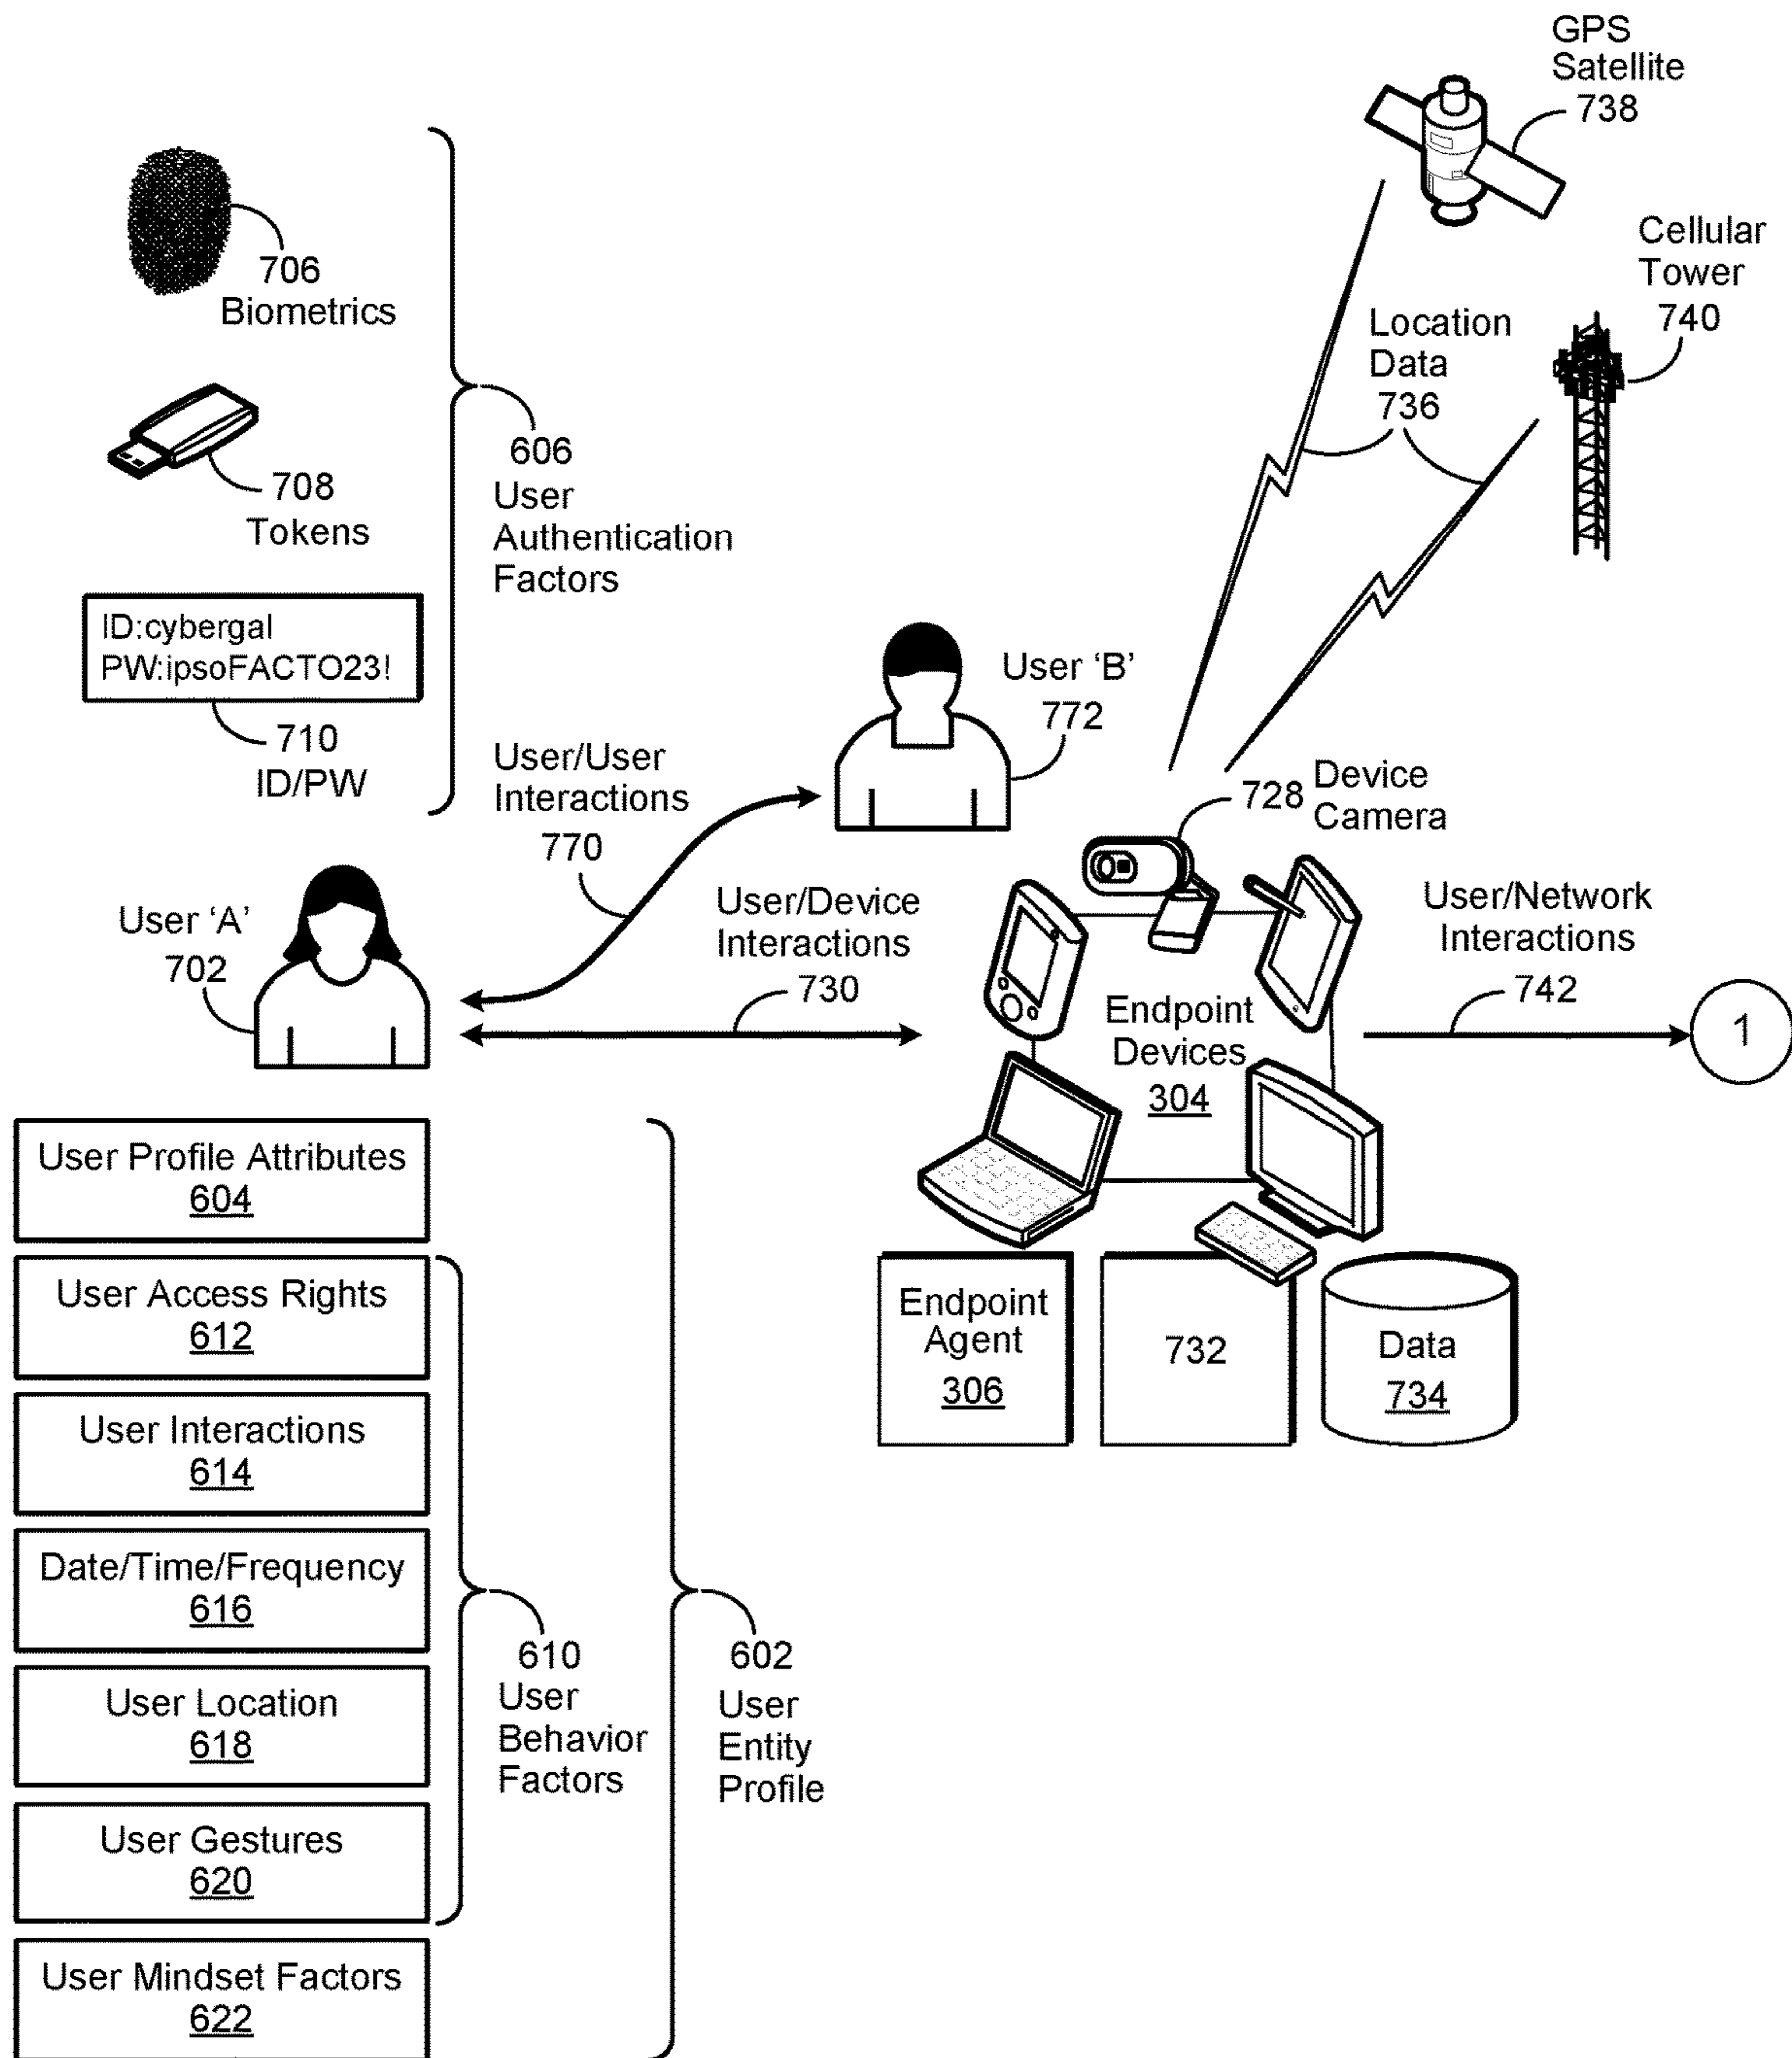 GPS
Satellite
738
Cellular
Tower
740
Location
Data
736
706
Biometrics
708
Tokens
ID:cybergal
PW:ipsoFACTO23!
710
ID/PW
606
User
Authentication
Factors
User 'B'
772
User/User
Interactions
770
728
Device
Camera
User 'A'
702
User/Device
Interactions
730
User/Network
Interactions
742
1
Endpoint
Devices
304
User Profile Attributes
604
User Access Rights
612
User Interactions
614
Date/Time/Frequency
616
User Location
618
User Gestures
620
User Mindset Factors
622
610
User
Behavior
Factors
602
User
Entity
Profile
Endpoint
Agent
306
732
Data
734